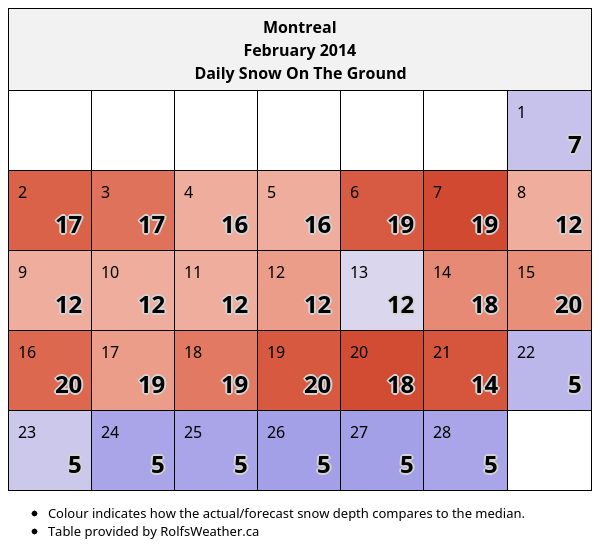 Montreal
February 2014
Daily Snow On The Ground
1
7
2 3 4 5 6 7 8
17 17 16 16 19 19 12
9 10 11 12 13 14 15
12 12 12 12 12 18 20
16 17 18 19 20 21 22
20 19 19 20 18 14 5
23 24 25 26 27 28
5 5 5 5 5 5
Colour indicates how the actual/forecast snow depth compares to the median.
Table provided by RolfsWeather.ca